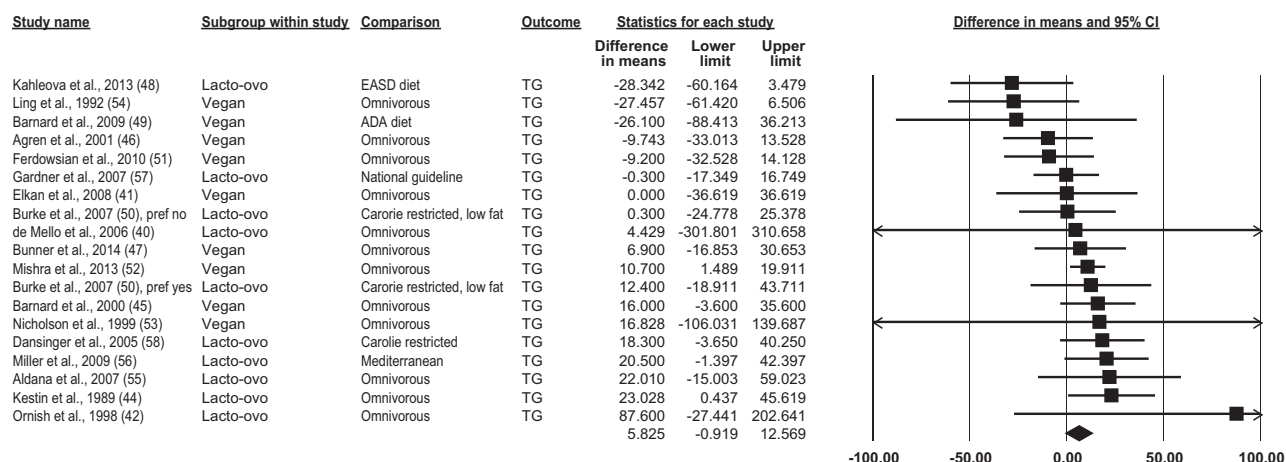 Study name Subgroup within study Comparison Outcome Statistics for each study Difference in means and 95% CI
Difference in means Lower limit Upper limit
Kahleova et al., 2013 (48) Lacto-ovo EASD diet TG -28.342 -60.164 3.479
Ling et al., 1992 (54) Vegan Omnivorous TG -27.457 -61.420 6.506
Barnard et al., 2009 (49) Vegan ADA diet TG -26.100 -88.413 36.213
Agren et al., 2001 (46) Vegan Omnivorous TG -9.743 -33.013 13.528
Ferdowsian et al., 2010 (51) Vegan Omnivorous TG -9.200 -32.528 14.128
Gardner et al., 2007 (57) Lacto-ovo National guideline TG -0.300 -17.349 16.749
Elkan et al., 2008 (41) Vegan Omnivorous TG 0.000 -36.619 36.619
Burke et al., 2007 (50), pref no Lacto-ovo Carorie restricted, low fat TG 0.300 -24.778 25.378
de Mello et al., 2006 (40) Lacto-ovo Omnivorous TG 4.429 -301.801 310.658
Bunner et al., 2014 (47) Vegan Omnivorous TG 6.900 -16.853 30.653
Mishra et al., 2013 (52) Vegan Omnivorous TG 10.700 1.489 19.911
Burke et al., 2007 (50), pref yes Lacto-ovo Carorie restricted, low fat TG 12.400 -18.911 43.711
Barnard et al., 2000 (45) Vegan Omnivorous TG 16.000 -3.600 35.600
Nicholson et al., 1999 (53) Vegan Omnivorous TG 16.828 -106.031 139.687
Dansinger et al., 2005 (58) Lacto-ovo Carolie restricted TG 18.300 -3.650 40.250
Miller et al., 2009 (56) Lacto-ovo Mediterranean TG 20.500 -1.397 42.397
Aldana et al., 2007 (55) Lacto-ovo Omnivorous TG 22.010 -15.003 59.023
Kestin et al., 1989 (44) Lacto-ovo Omnivorous TG 23.028 0.437 45.619
Ornish et al., 1998 (42) Lacto-ovo Omnivorous TG 87.600 -27.441 202.641
5.825 -0.919 12.569
-100.00 -50.00 0.00 50.00 100.00